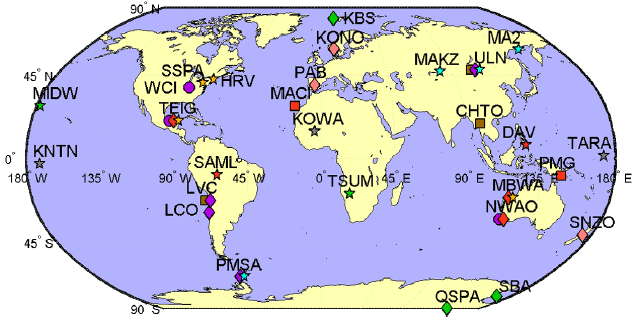 90° N
KBS
KONO
MA2
MAKZ
ULN
45° N
SSPA
HRV
PAB
WCI
MIDW
MACI
TEIG
KOWA
CHTO
DAV
TARA
KNTN
0°
SAML
PMG
180° W 135° W 90° W 45° W 0° 45° E 90° E 135° E 180° E
TSUM
LVC
MBWA
LCO
NWAO
SNZO
45° S
PMSA
SBA
QSPA
90° S